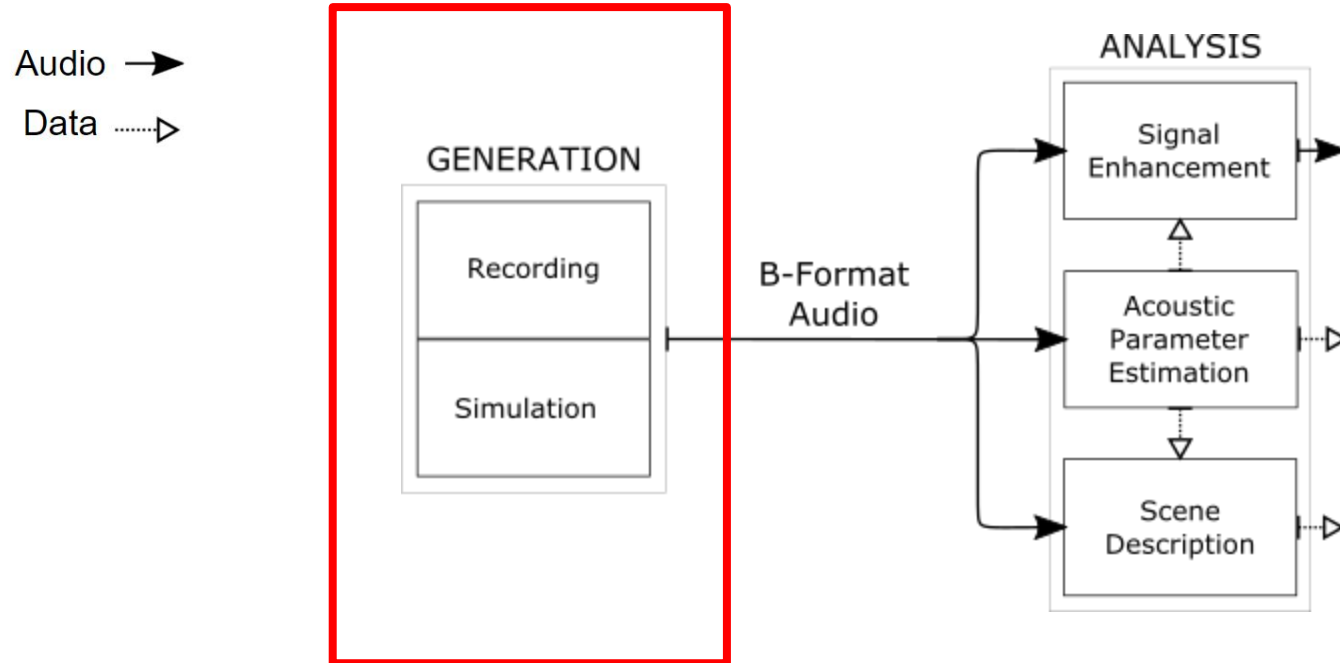 Audio
Data
GENERATION
Recording
Simulation
B-Format
Audio
ANALYSIS
Signal
Enhancement
Acoustic
Parameter
Estimation
Scene
Description